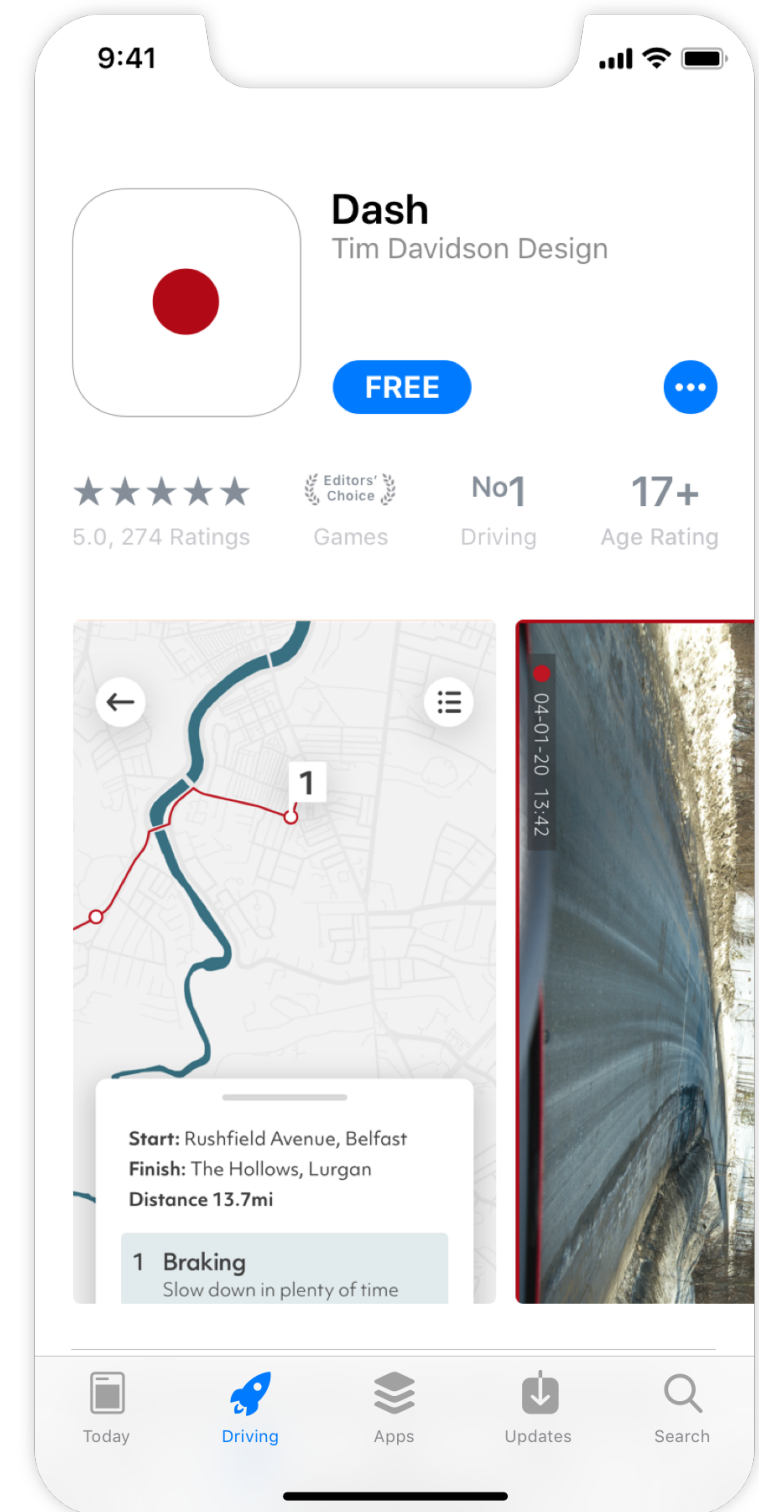 9:41
Dash
Tim Davidson Design
FREE
Editors'
Choice
No1
17+
5.0, 274 Ratings
Games
Driving
Age Rating
1
04-01-20 13:42
Start: Rushfield Avenue, Belfast
Finish: The Hollows, Lurgan
Distance 13.7mi
1 Braking
Slow down in plenty of time
Today
Driving
Apps
Updates
Search